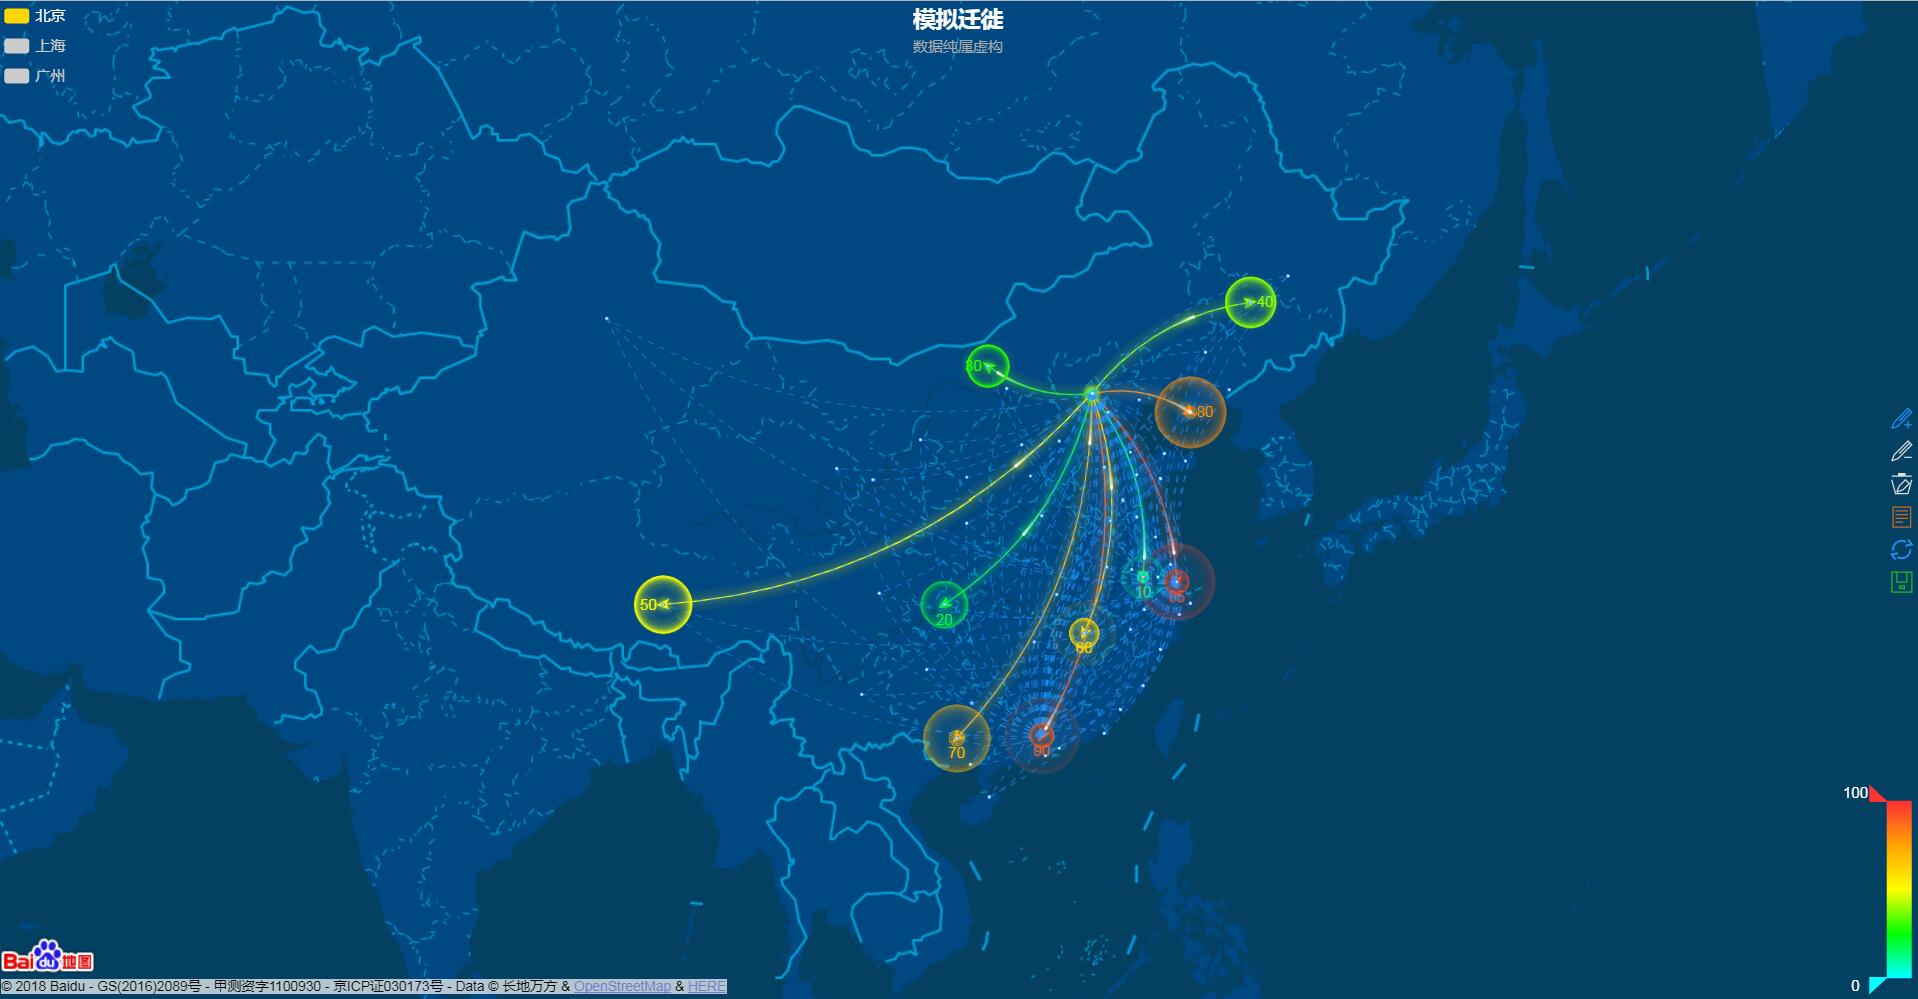 北京
上海
广州
模拟迁徙
数据纯属虚构
40
30
80
50
20
10
95
60
70
90
100
0
Bai du 地图
© 2018 Baidu - GS(2016)2089号 - 甲测资字1100930 - 京ICP证030173号 - Data © 长地万方 & OpenStreetMap & HERE